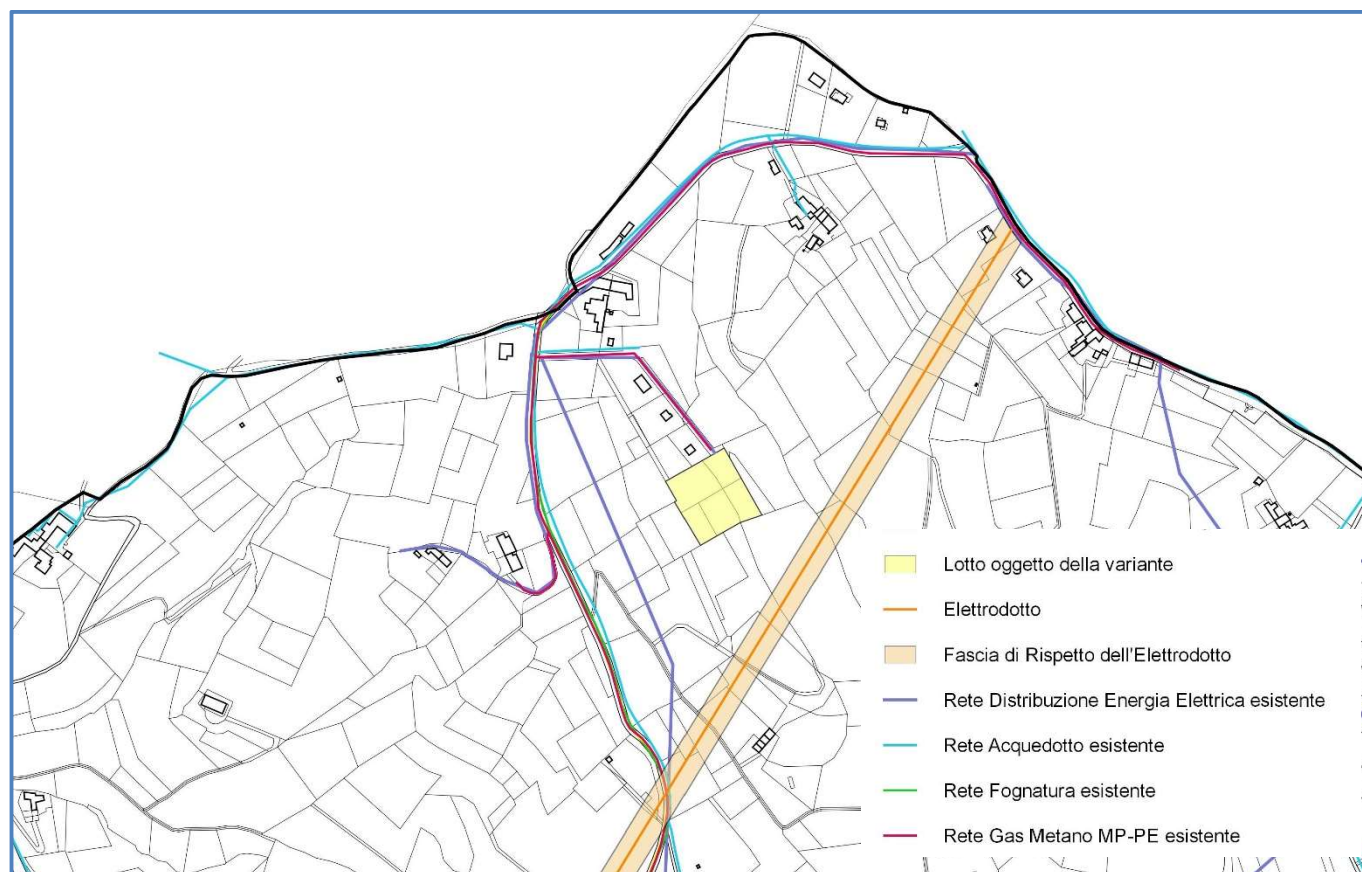 Lotto oggetto della variante
Elettrodotto
Fascia di Rispetto dell'Elettrodotto
Rete Distribuzione Energia Elettrica esistente
Rete Acquedotto esistente
Rete Fognatura esistente
Rete Gas Metano MP-PE esistente